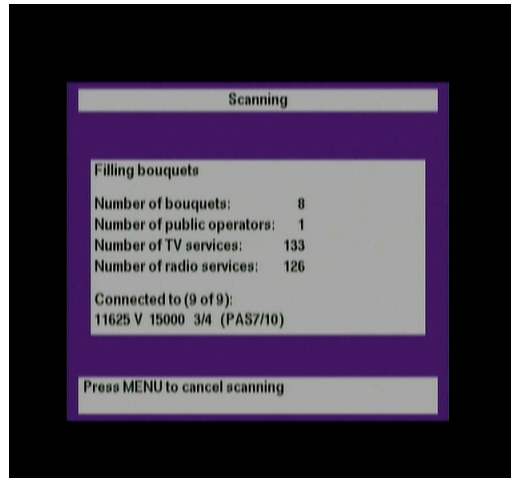 Scanning
Filling bouquets
Number of bouquets: 8
Number of public operators: 1
Number of TV services: 133
Number of radio services: 126
Connected to (9 of 9):
11625 V 15000 3/4 (PAS7/10)
Press MENU to cancel scanning